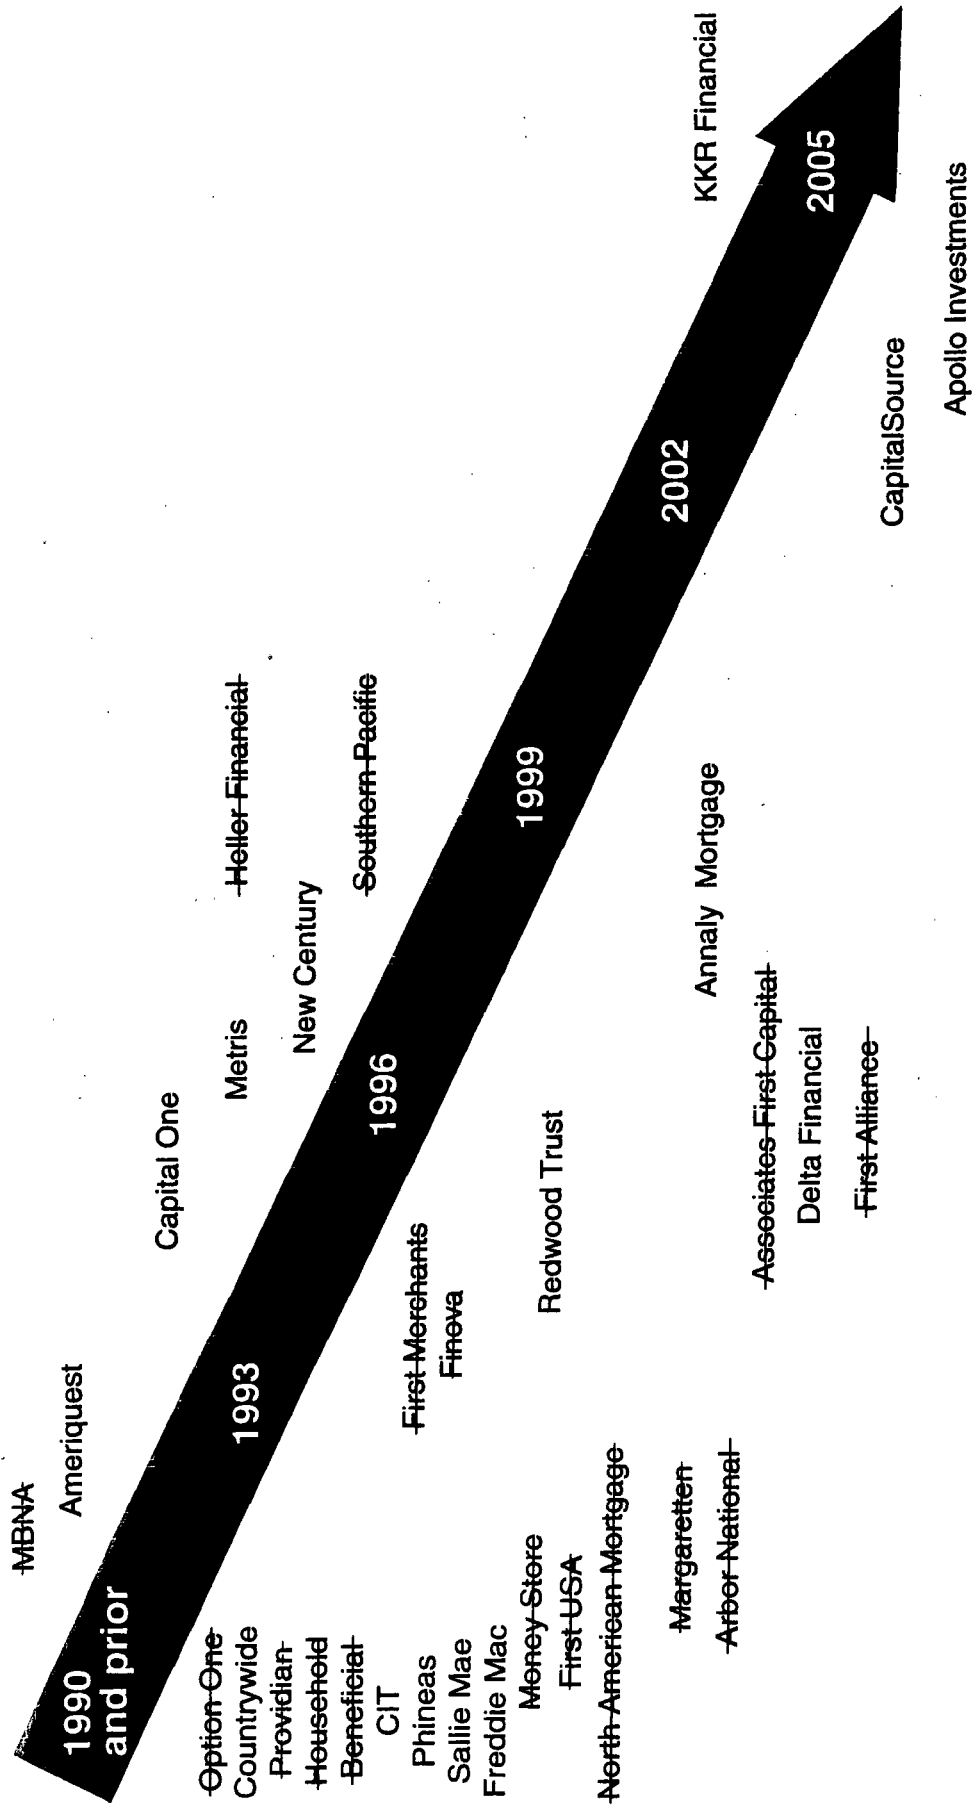 1990
and prior
1993
1996
1999
2002
2005
MBNA
Ameriquest
Capital One
Metris
New Century
Heller Financial
Southern Pacific
KKR Financial
Option One
Countrywide
Providian
Household
Beneficial
CIT
Phineas
Sallie Mae
Freddie Mac
Money Store
First USA
North American Mortgage
Margaretten
Arbor National
First Merchants
Finova
Redwood Trust
Associates First Capital
Delta Financial
First Alliance
Annaly Mortgage
CapitalSource
Apollo Investments